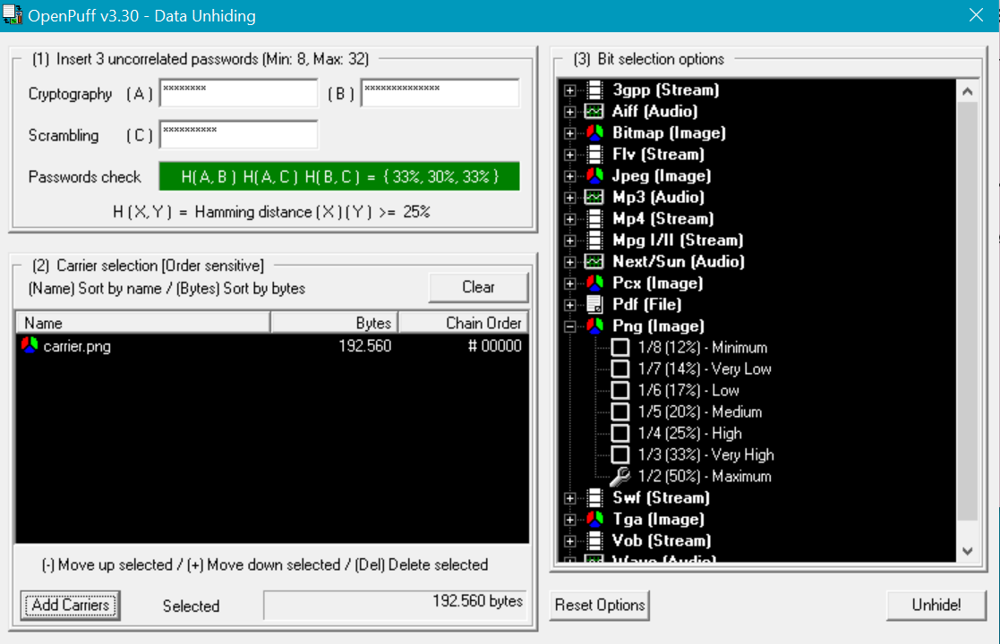 OpenPuff v3.30 - Data Unhiding
(1) Insert 3 uncorrelated passwords (Min: 8, Max: 32)
Cryptography (A) ******** (B) **************
Scrambling (C) **********
Passwords check H(A,B) H(A,C) H(B,C) = {33%, 30%, 33%}
H(X,Y) = Hamming distance (X)(Y) >= 25%
(2) Carrier selection [Order sensitive]
(Name) Sort by name / (Bytes) Sort by bytes
Clear
Name Bytes Chain Order
carrier.png 192.560 # 00000
(-) Move up selected / (+) Move down selected / (Del) Delete selected
Add Carriers Selected 192.560 bytes
(3) Bit selection options
3gpp (Stream)
Aiff (Audio)
Bitmap (Image)
Flv (Stream)
Jpeg (Image)
Mp3 (Audio)
Mp4 (Stream)
Mpg I/II (Stream)
Next/Sun (Audio)
Pcx (Image)
Pdf (File)
Png (Image)
1/8 (12%) - Minimum
1/7 (14%) - Very Low
1/6 (17%) - Low
1/5 (20%) - Medium
1/4 (25%) - High
1/3 (33%) - Very High
1/2 (50%) - Maximum
Swf (Stream)
Tga (Image)
Vob (Stream)
Wave (Audio)
Reset Options Unhide!